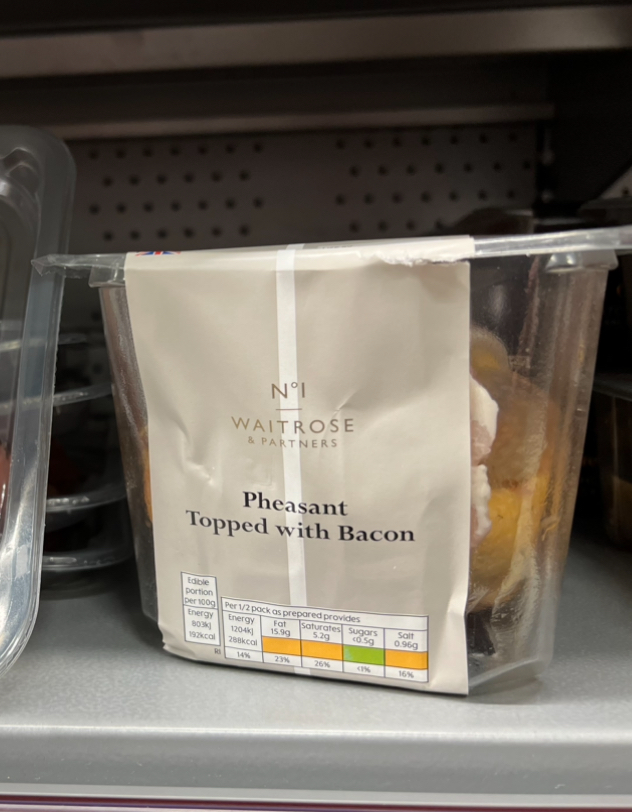 Nº1
WAITROSE
& PARTNERS
Pheasant
Topped with Bacon
Edible
portion
per 100g
Energy
803kJ
192kcal
RI
Per 1/2 pack as prepared provides
Energy
1204kJ
288kcal
14%
Fat
15.9g
23%
Saturates
5.2g
26%
Sugars
<0.5g
<1%
Salt
0.96g
16%